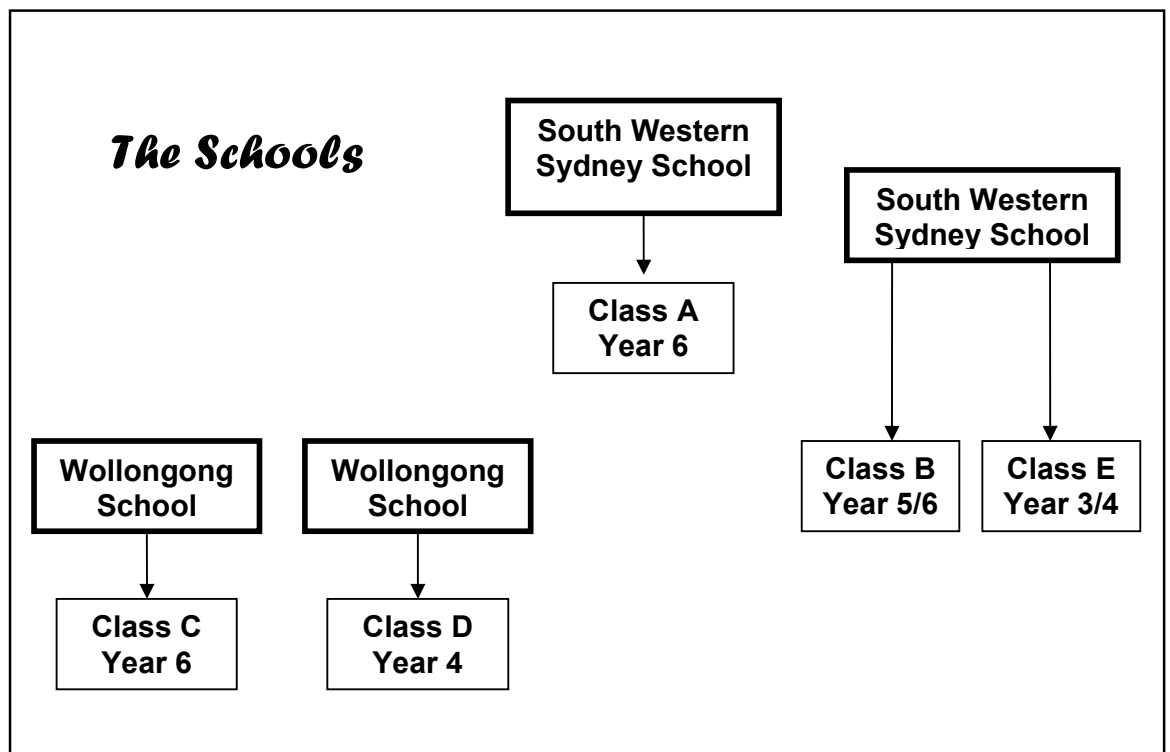 The Schools
South Western
Sydney School
South Western
Sydney School
Class A
Year 6
Wollongong
School
Wollongong
School
Class B
Year 5/6
Class E
Year 3/4
Class C
Year 6
Class D
Year 4